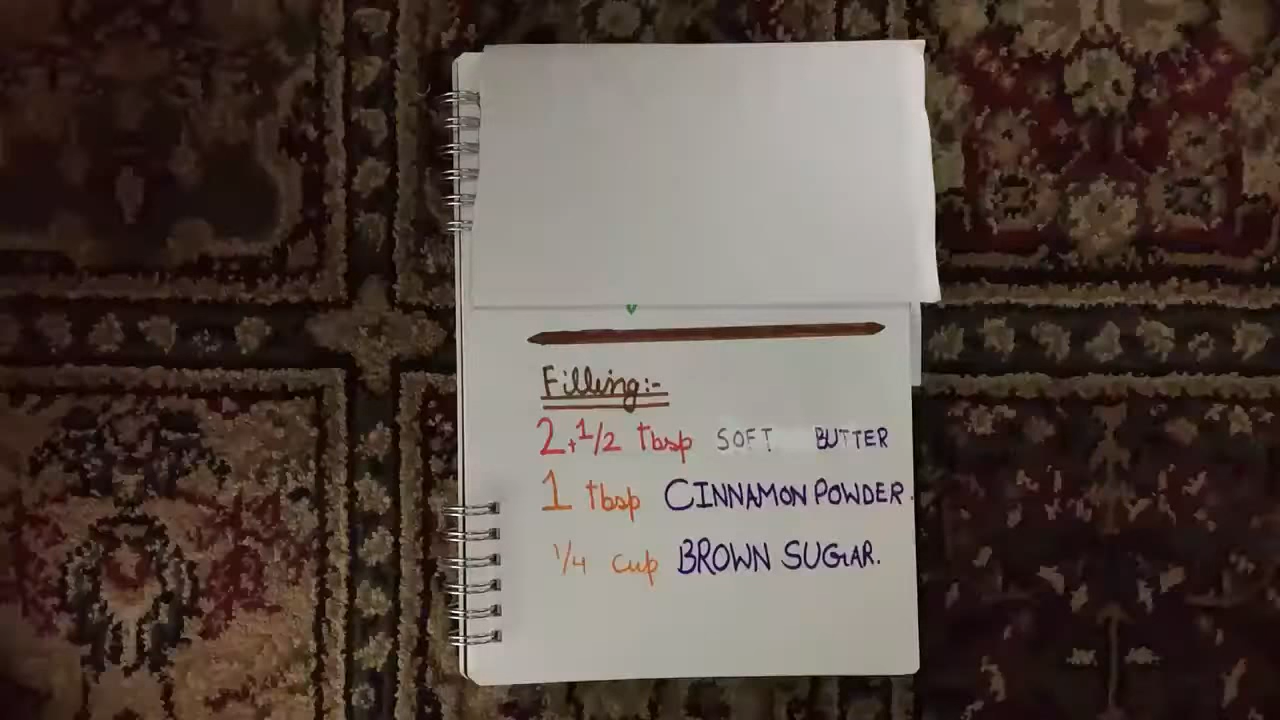 Filling:-
2+1/2 tbsp SOFT BUTTER
1 tbsp CINNAMON POWDER.
1/4 cup BROWN SUGAR.